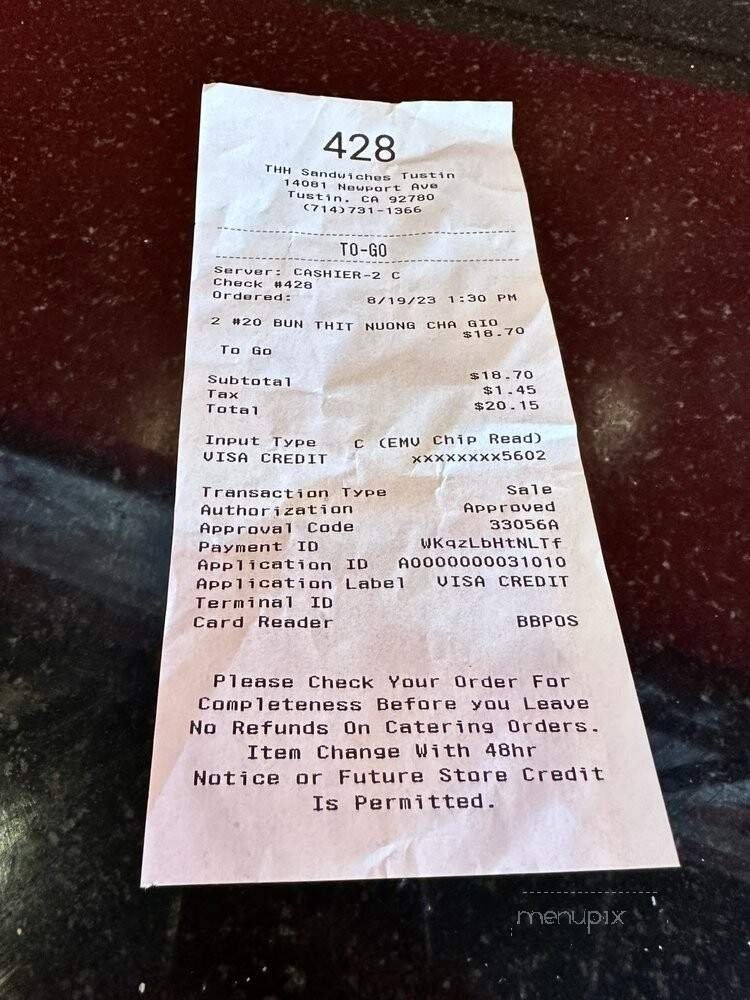 428
THH Sandwiches Tustin
14081 Newport Ave
Tustin, CA 92780
(714)731-1366
TO-GO
Server: CASHIER-2 C
Check #428
Ordered: 8/19/23 1:30 PM
2 #20 BUN THIT NUONG CHA GIO
$18.70
To Go
Subtotal $18.70
Tax $1.45
Total $20.15
Input Type C (EMV Chip Read)
VISA CREDIT xxxxxxxx5602
Transaction Type Sale
Authorization Approved
Approval Code 33056A
Payment ID WKqzLbHtNLTf
Application ID A0000000031010
Application Label VISA CREDIT
Terminal ID
Card Reader BBPOS
Please Check Your Order For
Completeness Before you Leave
No Refunds On Catering Orders.
Item Change With 48hr
Notice or Future Store Credit
Is Permitted.
menupix